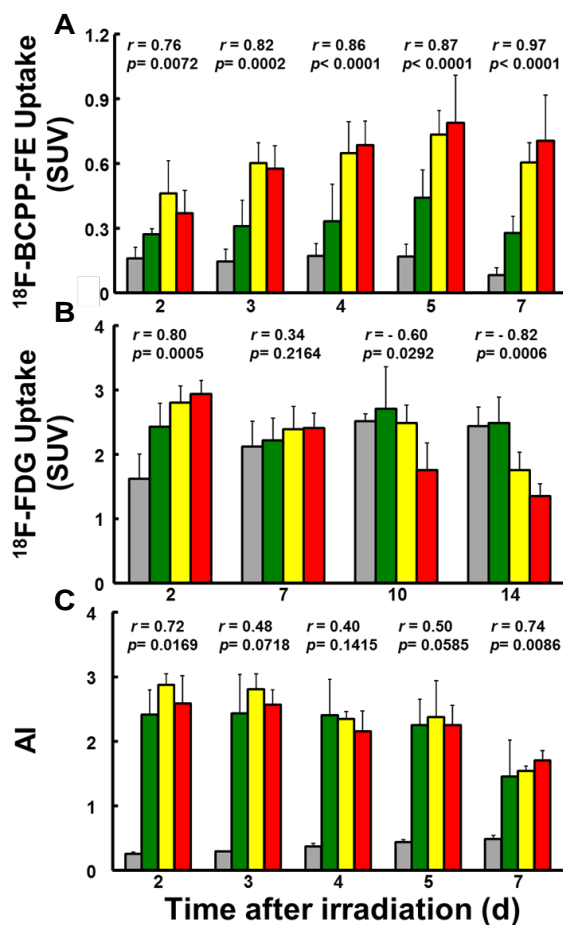 A
1.2
r = 0.76 r = 0.82 r = 0.86 r = 0.87 r = 0.97
p= 0.0072 p= 0.0002 p< 0.0001 p< 0.0001 p< 0.0001
0.9
0.6
0.3
0
18F-BCPP-FE Uptake
(SUV)
2 3 4 5 7
B
4
r = 0.80 r = 0.34 r = - 0.60 r = - 0.82
p= 0.0005 p= 0.2164 p= 0.0292 p= 0.0006
3
2
1
0
18F-FDG Uptake
(SUV)
2 7 10 14
C
4
r = 0.72 r = 0.48 r = 0.40 r = 0.50 r = 0.74
p= 0.0169 p= 0.0718 p= 0.1415 p= 0.0585 p= 0.0086
3
2
1
0
AI
2 3 4 5 7
Time after irradiation (d)